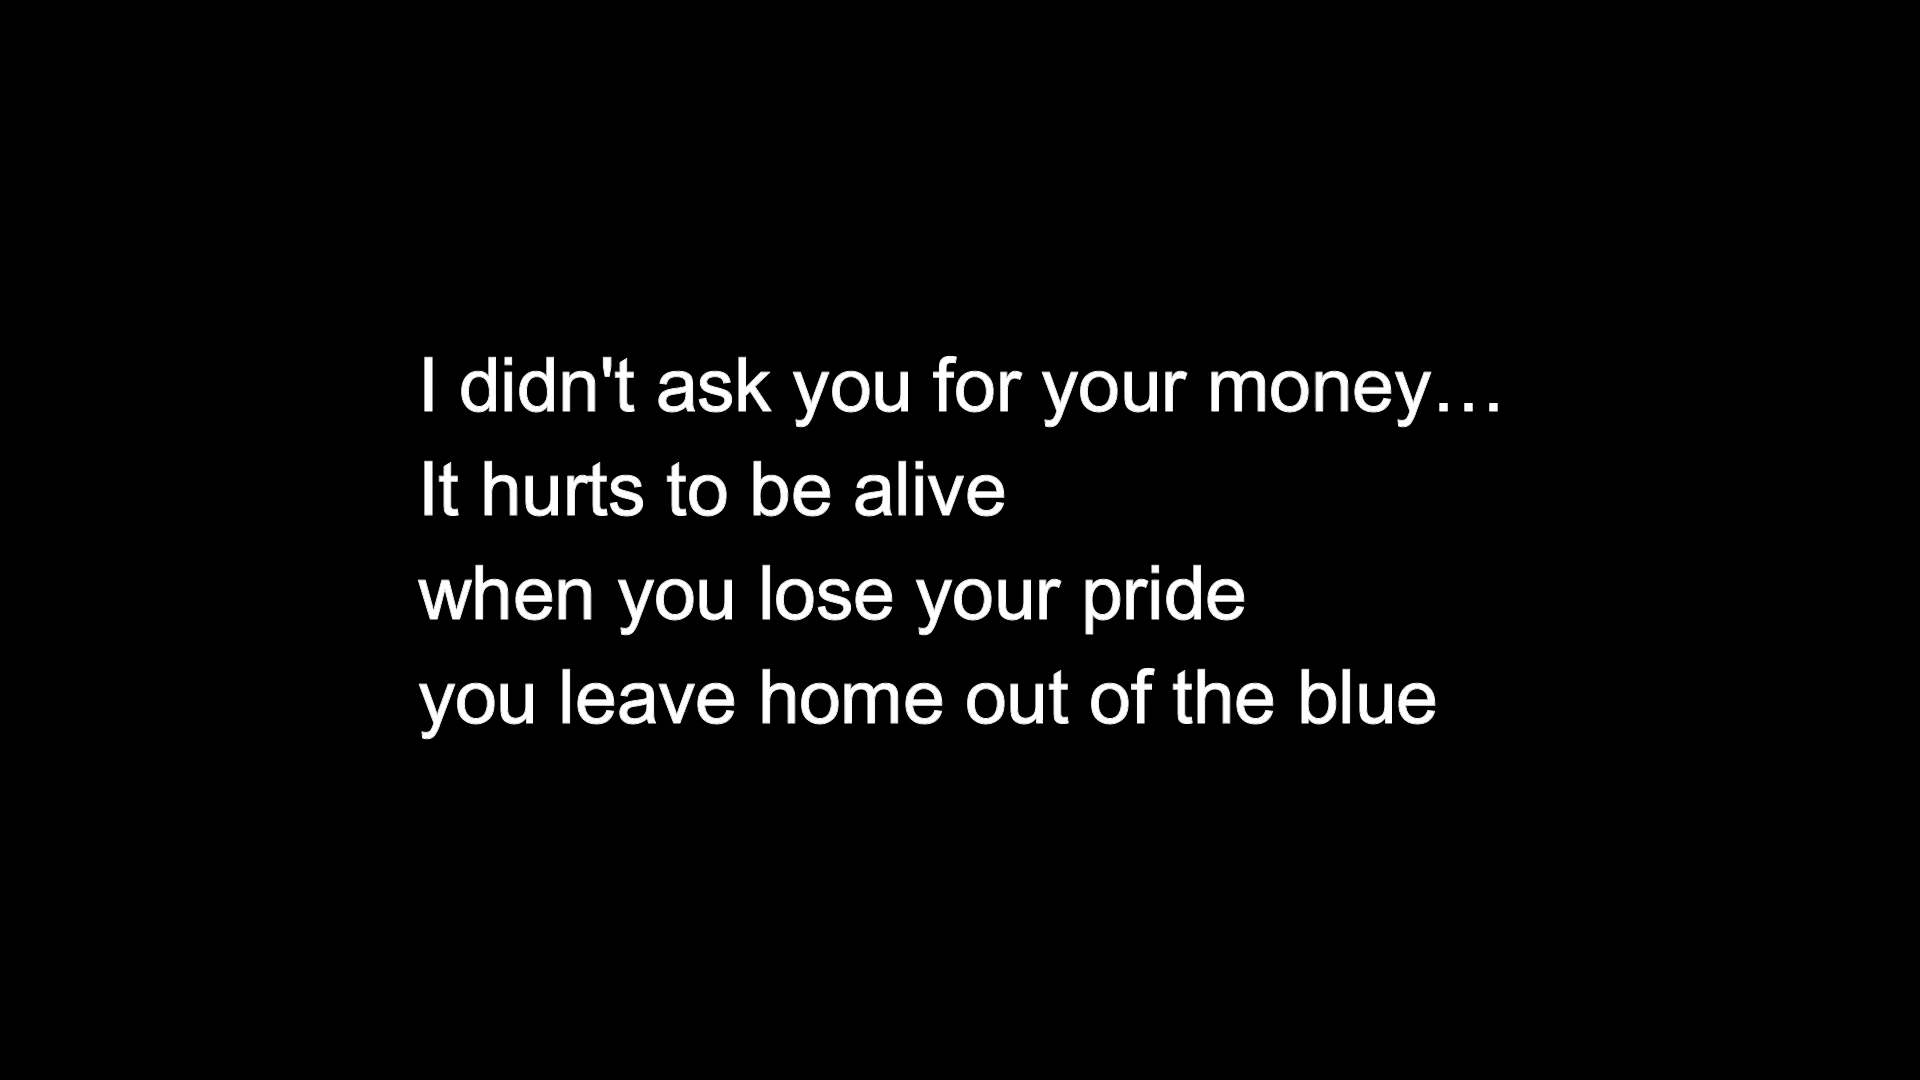 I didn't ask you for your money…
It hurts to be alive
when you lose your pride
you leave home out of the blue